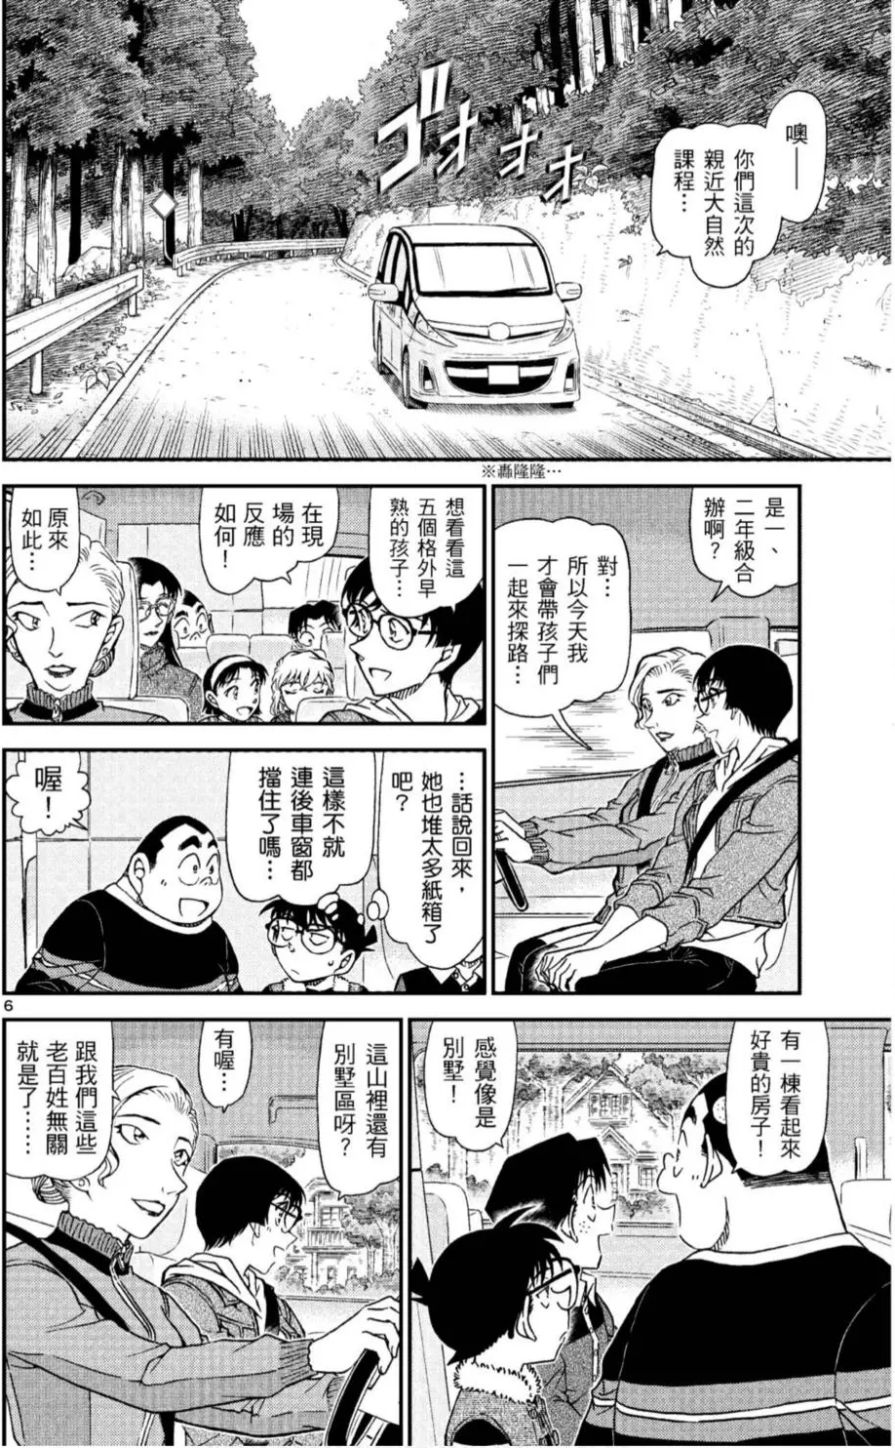 噢——
你們這次的
親近大自然
課程…
ゴオオオ
※轟隆隆…
是一、
二年級合
辦啊？
對…
所以今天我
才會帶孩子們
一起來探路…
想看看這
五個格外早
熟的孩子…
在現
場的
反應
如何！
原來
如此…
…話說回來，
她也堆太多紙箱了
吧？
這樣不就
連後車窗都
擋住了嗎…
喔！
6
有一棟看起來
好貴的房子！
感覺像是
別墅！
這山裡還有
別墅區呀？
有喔…
跟我們這些
老百姓無關
就是了……